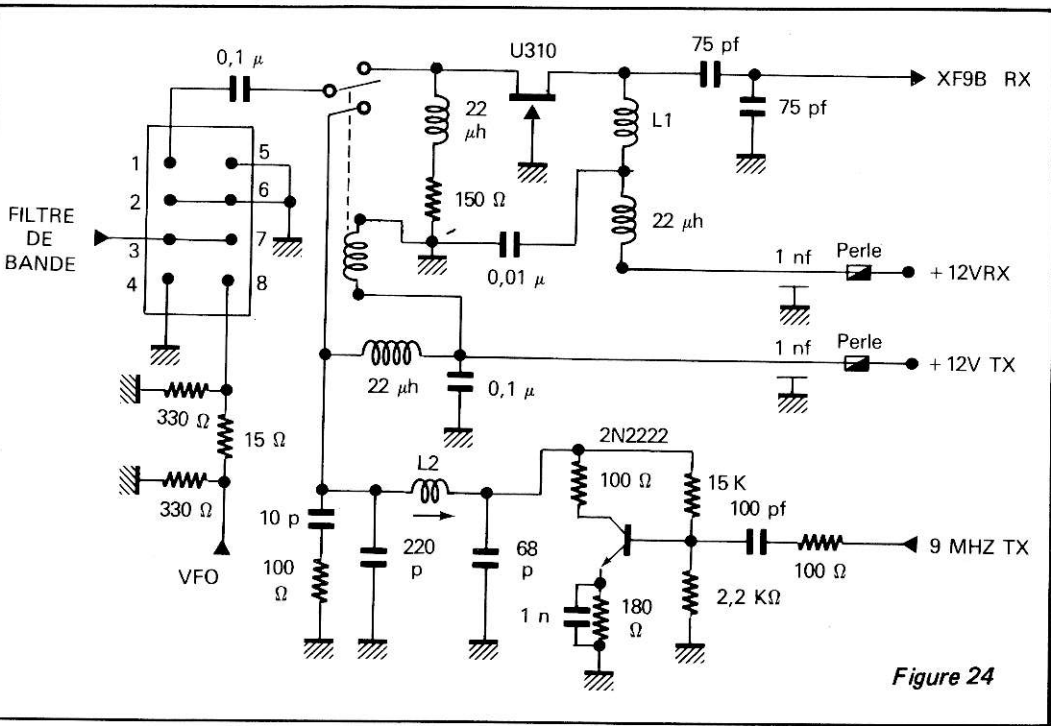 U310
0,1 μ
75 pf
XF9B RX
22
μh
L1
75 pf
1
5
2
6
150 Ω
FILTRE
DE
BANDE
3
7
22 μh
4
8
0,01 μ
1 nf
Perle
+12VRX
22 μh
0,1 μ
1 nf
Perle
+12V TX
330 Ω
15 Ω
330 Ω
VFO
L2
2N2222
100 Ω
15 K
100 pf
10 p
100
Ω
220
p
68
p
100 Ω
9 MHZ TX
1 n
180
Ω
2,2 KΩ
Figure 24